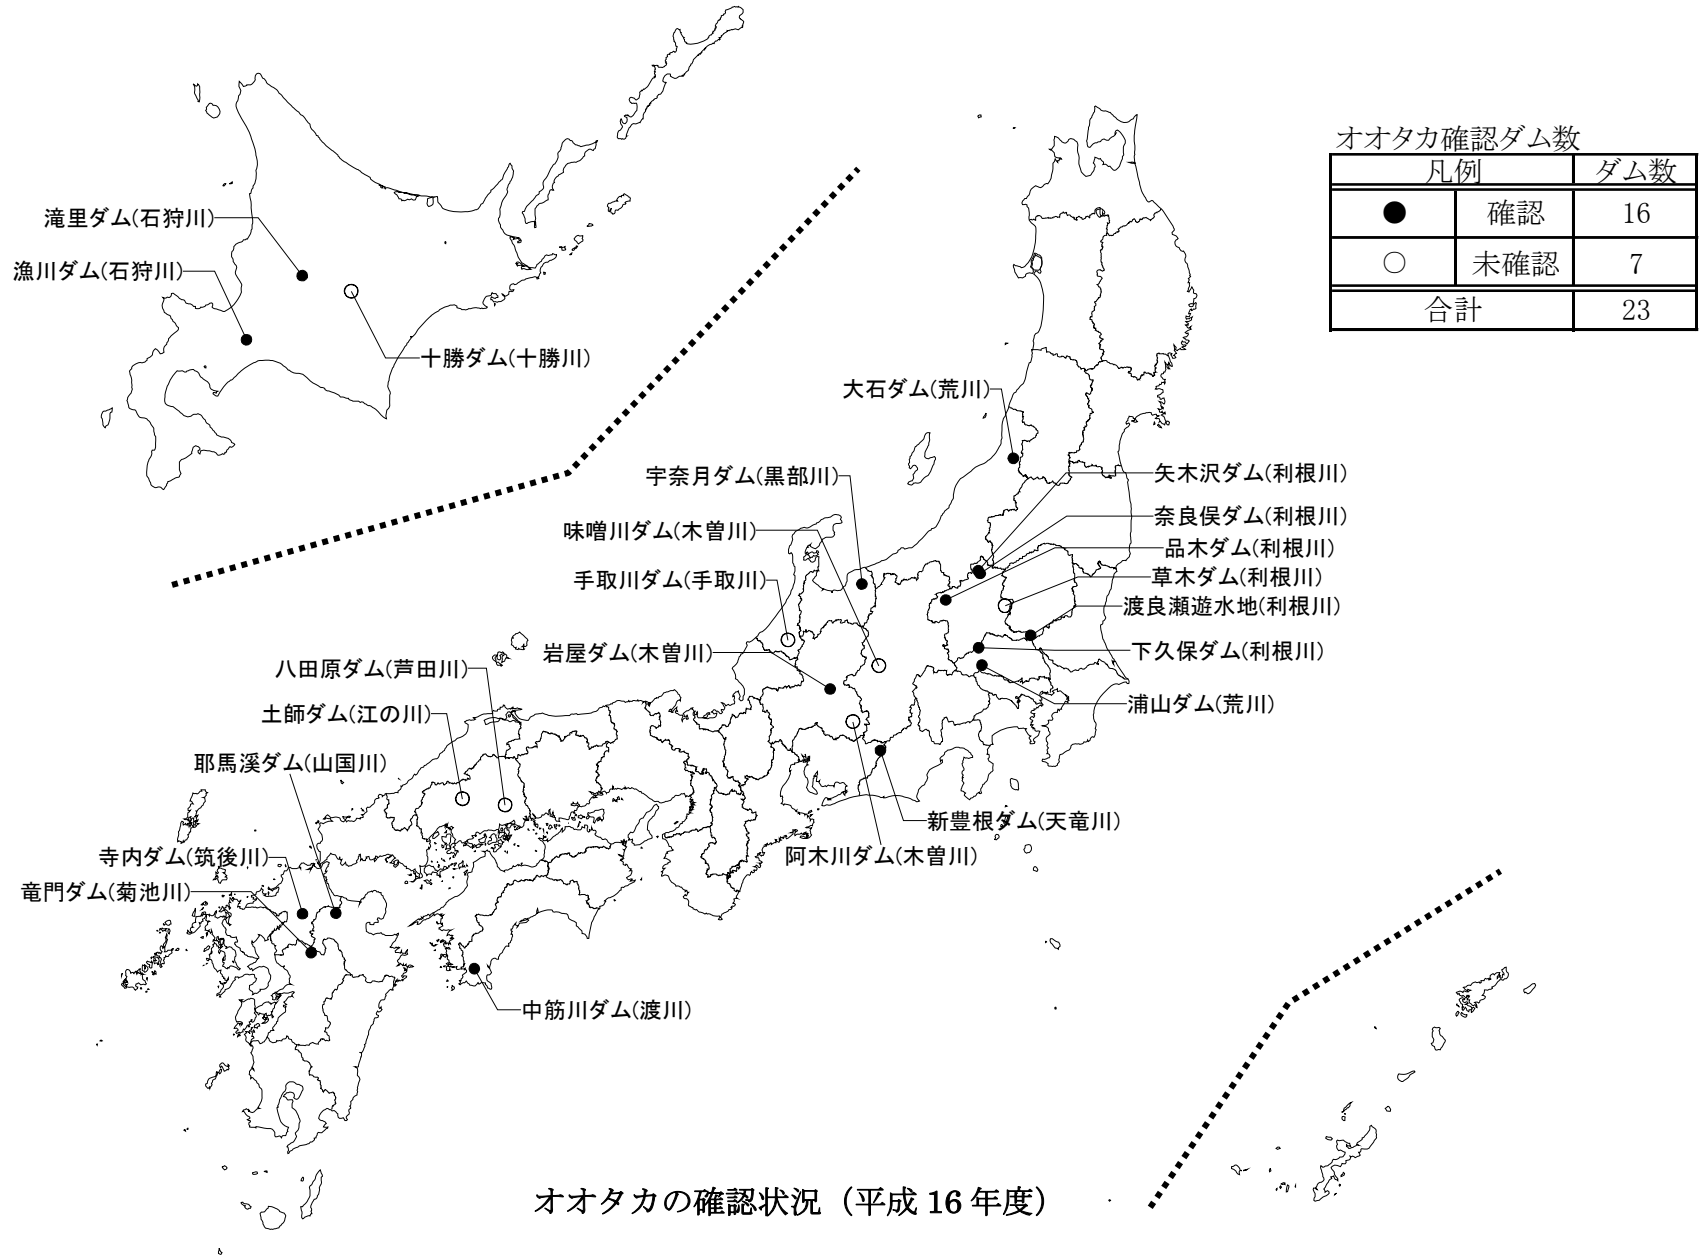 オオタカ確認ダム数
凡例 ダム数
● 確認 16
○ 未確認 7
合計 23
滝里ダム(石狩川)
漁川ダム(石狩川)
十勝ダム(十勝川)
大石ダム(荒川)
宇奈月ダム(黒部川)
矢木沢ダム(利根川)
奈良俣ダム(利根川)
味噌川ダム(木曽川)
品木ダム(利根川)
手取川ダム(手取川)
草木ダム(利根川)
渡良瀬遊水地(利根川)
岩屋ダム(木曽川)
下久保ダム(利根川)
八田原ダム(芦田川)
浦山ダム(荒川)
土師ダム(江の川)
耶馬溪ダム(山国川)
新豊根ダム(天竜川)
阿木川ダム(木曽川)
寺内ダム(筑後川)
竜門ダム(菊池川)
中筋川ダム(渡川)
オオタカの確認状況（平成 16 年度）